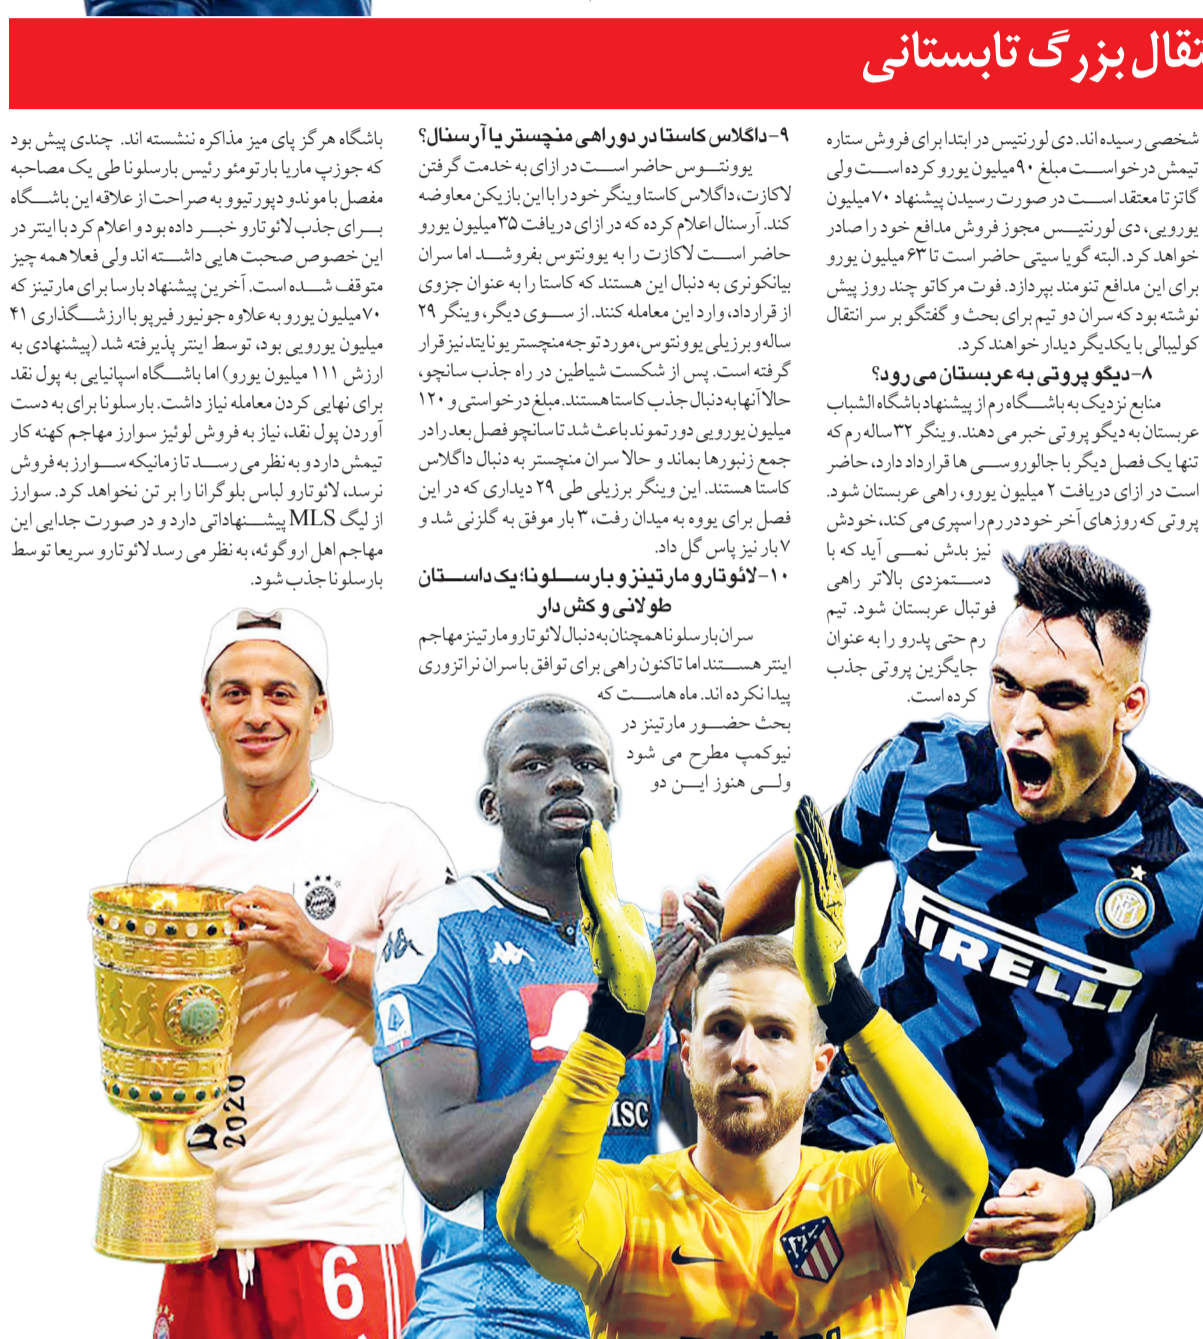 نقال بزرگ تابستانی
شخصی رسیده اند. دی لورنتیس در ابتدا برای فروش ستاره
تیمش درخواست مبلغ ۹۰ میلیون یورو کرده است ولی
گاتزتا معتقد است در صورت رسیدن پیشنهاد ۷۰ میلیون
یورویی، دی لورنتیس مجوز فروش مدافع خود را صادر
خواهد کرد. البته گویا سیتی حاضر است تا ۶۳ میلیون یورو
برای این مدافع تنومند بپردازد. فوت مرکاتو چند روز پیش
نوشته بود که سران دو تیم برای بحث و گفتگو بر سر انتقال
کولیبالی با یکدیگر دیدار خواهند کرد.
۸-دیگو پروتی به عربستان می رود؟
منابع نزدیک به باشگاه رم از پیشنهاد باشگاه الشباب
عربستان به دیگو پروتی خبر می دهند. وینگر ۳۲ ساله رم که
تنها یک فصل دیگر با جالوروسی ها قرارداد دارد، حاضر
است در ازای دریافت ۲ میلیون یورو، راهی عربستان شود.
پروتی که روزهای آخر خود در رم را سپری می کند، خودش
نیز بدش نمی آید که با
دستمزدی بالاتر راهی
فوتبال عربستان شود. تیم
رم حتی پدرو را به عنوان
جایگزین پروتی جذب
کرده است.
۹-داگلاس کاستا در دوراهی منچستر یا آرسنال؟
یوونتوس حاضر است در ازای به خدمت گرفتن
لاکازت، داگلاس کاستا وینگر خود را با این بازیکن معاوضه
کند. آرسنال اعلام کرده که در ازای دریافت ۳۵ میلیون یورو
حاضر است لاکازت را به یوونتوس بفروشد اما سران
بیانکونری به دنبال این هستند که کاستا را به عنوان جزوی
از قرارداد، وارد این معامله کنند. از سوی دیگر، وینگر ۲۹
ساله و برزیلی یوونتوس، مورد توجه منچستر یونایتد نیز قرار
گرفته است. پس از شکست شیاطین در راه جذب سانچو،
حالا آنها به دنبال جذب کاستا هستند. مبلغ درخواستی و ۱۲۰
میلیون یورویی دورتموند باعث شد تا سانچو فصل بعد را در
جمع زنبورها بماند و حالا سران منچستر به دنبال داگلاس
کاستا هستند. این وینگر برزیلی طی ۲۹ دیداری که در این
فصل برای یووه به میدان رفت، ۳ بار موفق به گلزنی شد و
۷ بار نیز پاس گل داد.
۱۰-لائوتارو مارتینز و بارسلونا؛ یک داستان
طولانی و کش دار
سران بارسلونا همچنان به دنبال لائوتارو مارتینز مهاجم
اینتر هستند اما تاکنون راهی برای توافق با سران نراتزوری
پیدا نکرده اند. ماه هاست که
بحث حضور مارتینز در
نیوکمپ مطرح می شود
ولی هنوز این دو
باشگاه هرگز پای میز مذاکره ننشسته اند. چندی پیش بود
که جوزپ ماریا بارتومئو رئیس بارسلونا طی یک مصاحبه
مفصل با موندو دپورتیوو به صراحت از علاقه این باشگاه
برای جذب لائوتارو خبر داده بود و اعلام کرد با اینتر در
این خصوص صحبت هایی داشته اند ولی فعلا همه چیز
متوقف شده است. آخرین پیشنهاد بارسا برای مارتینز که
۷۰ میلیون یورو به علاوه جونیور فیرپو با ارزشگذاری ۴۱
میلیون یورویی بود، توسط اینتر پذیرفته شد (پیشنهادی به
ارزش ۱۱۱ میلیون یورو) اما باشگاه اسپانیایی به پول نقد
برای نهایی کردن معامله نیاز داشت. بارسلونا برای به دست
آوردن پول نقد، نیاز به فروش لوئیز سوارز مهاجم کهنه کار
تیمش دارد و به نظر می رسد تا زمانیکه سوارز به فروش
نرسد، لائوتارو لباس بلوگرانا را بر تن نخواهد کرد. سوارز
از لیگ MLS پیشنهاداتی دارد و در صورت جدایی این
مهاجم اهل اروگوئه، به نظر می رسد لائوتارو سریعا توسط
بارسلونا جذب شود.
IRELLI
MSC
2020
6